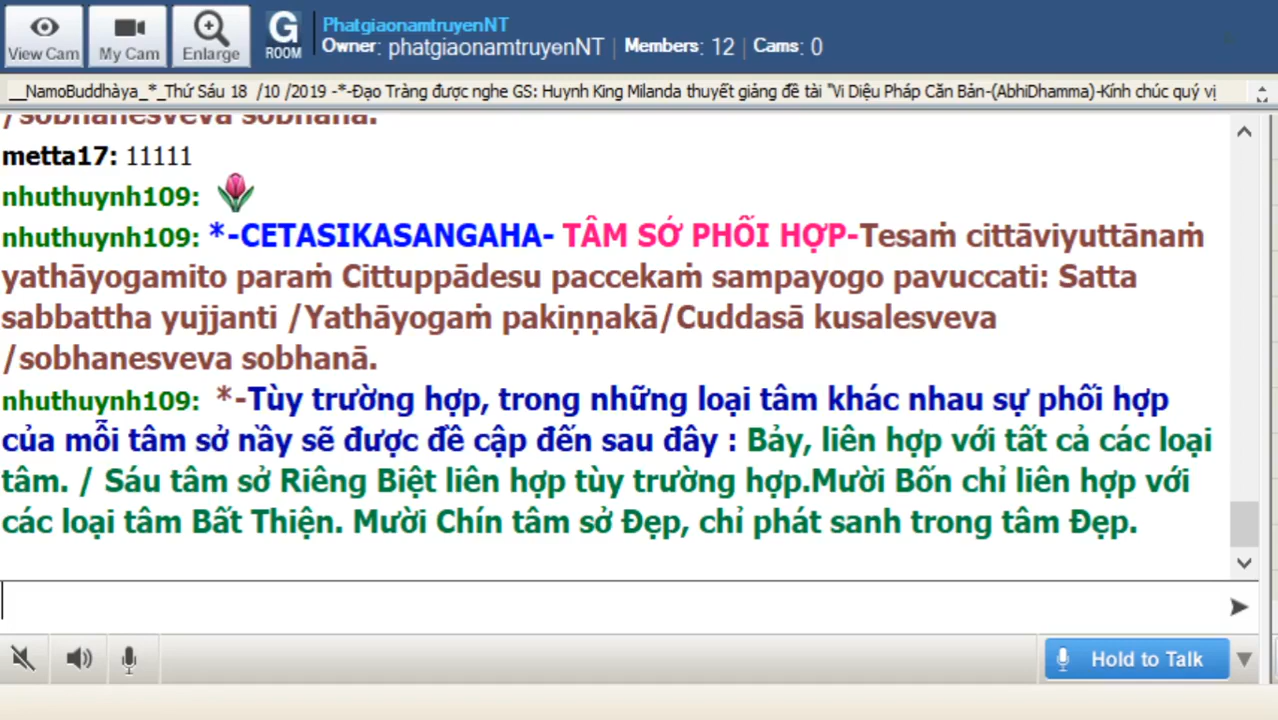 View Cam
My Cam
Enlarge
G
ROOM
PhatgiaonamtruyenNT
Owner: phatgiaonamtruyenNT | Members: 12 | Cams: 0
__NamoBuddhàya_*_Thứ Sáu 18 /10 /2019 -*-Đạo Tràng được nghe GS: Huynh King Milanda thuyết giảng đề tài "Vi Diệu Pháp Căn Bản-(AbhiDhamma)-Kính chúc quý vị
/sobhanesveva sobhanā.
metta17: 11111
nhuthuynh109:
nhuthuynh109: *-CETASIKASANGAHA- TÂM SỞ PHỐI HỢP-Tesaṁ cittāviyuttānaṁ
yathāyogamito paraṁ Cittuppādesu paccekaṁ sampayogo pavuccati: Satta
sabbattha yujjanti /Yathāyogaṁ pakiṇṇakā/Cuddasā kusalesveva
/sobhanesveva sobhanā.
nhuthuynh109: *-Tùy trường hợp, trong những loại tâm khác nhau sự phối hợp
của mỗi tâm sở nầy sẽ được đề cập đến sau đây : Bảy, liên hợp với tất cả các loại
tâm. / Sáu tâm sở Riêng Biệt liên hợp tùy trường hợp.Mười Bốn chỉ liên hợp với
các loại tâm Bất Thiện. Mười Chín tâm sở Đẹp, chỉ phát sanh trong tâm Đẹp.
Hold to Talk